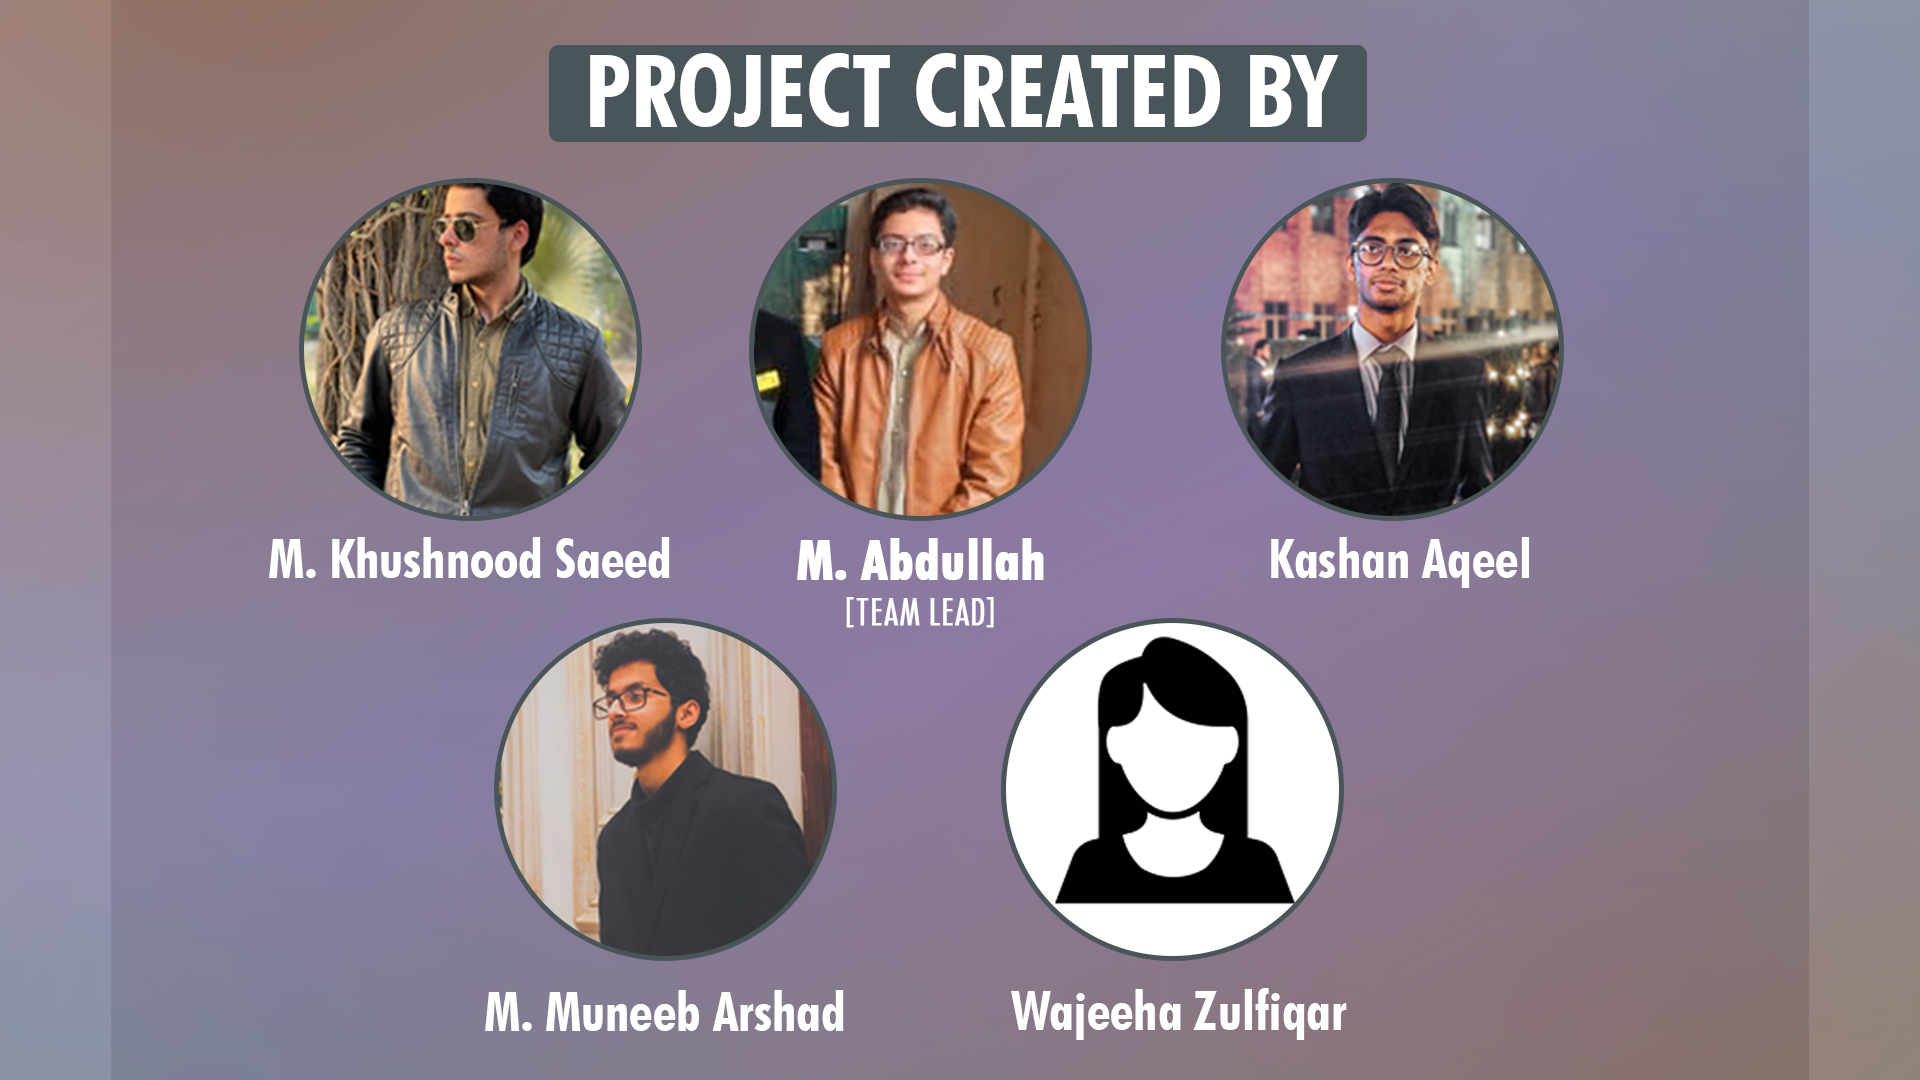 PROJECT CREATED BY
M. Khushnood Saeed
M. Abdullah
[TEAM LEAD]
Kashan Aqeel
M. Muneeb Arshad
Wajeeha Zulfiqar